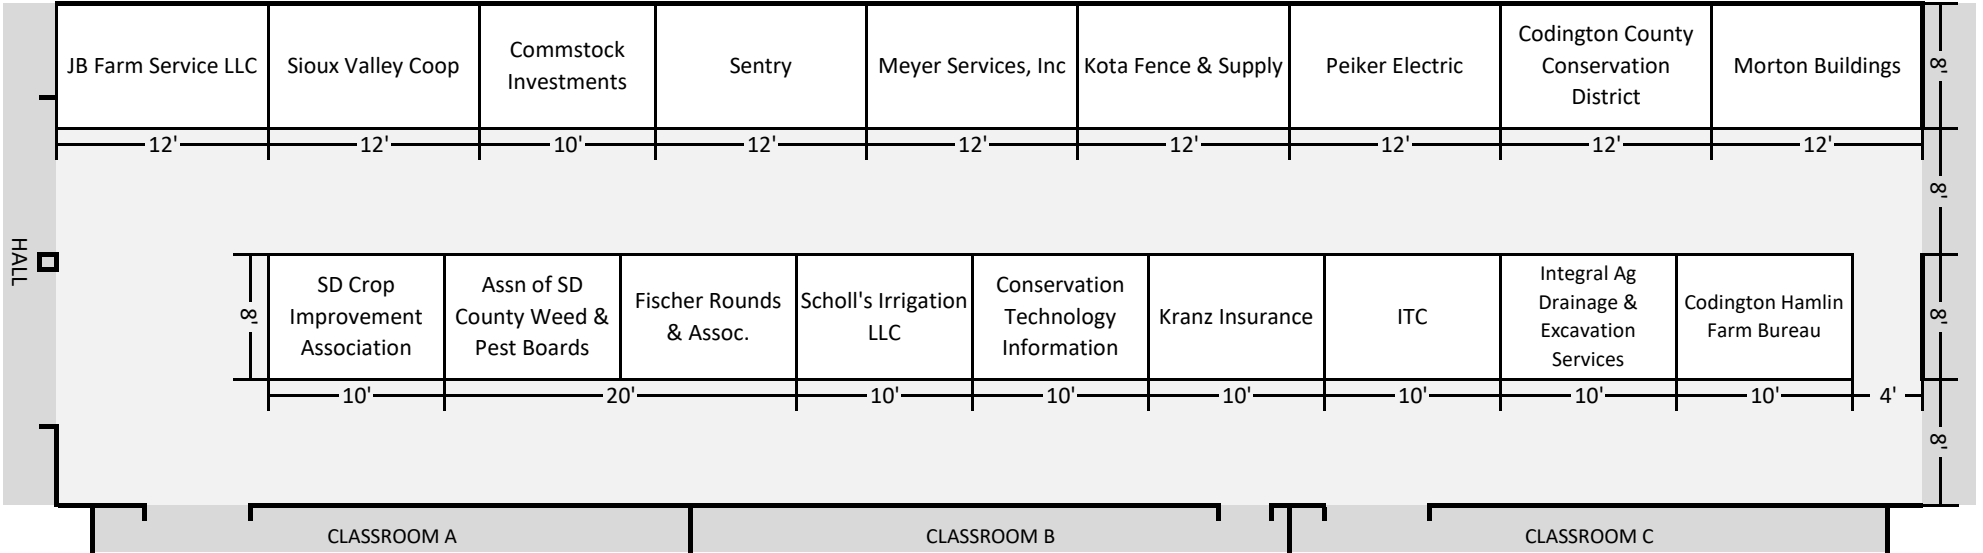 JB Farm Service LLC
Sioux Valley Coop
Commstock
Investments
Sentry
Meyer Services, Inc
Kota Fence & Supply
Peiker Electric
Codington County
Conservation
District
Morton Buildings
8'
12'
12'
10'
12'
12'
12'
12'
12'
12'
8'
HALL
8'
SD Crop
Improvement
Association
Assn of SD
County Weed &
Pest Boards
Fischer Rounds
& Assoc.
Scholl's Irrigation
LLC
Conservation
Technology
Information
Kranz Insurance
ITC
Integral Ag
Drainage &
Excavation
Services
Codington Hamlin
Farm Bureau
8'
10'
20'
10'
10'
10'
10'
10'
10'
4'
8'
CLASSROOM A
CLASSROOM B
CLASSROOM C